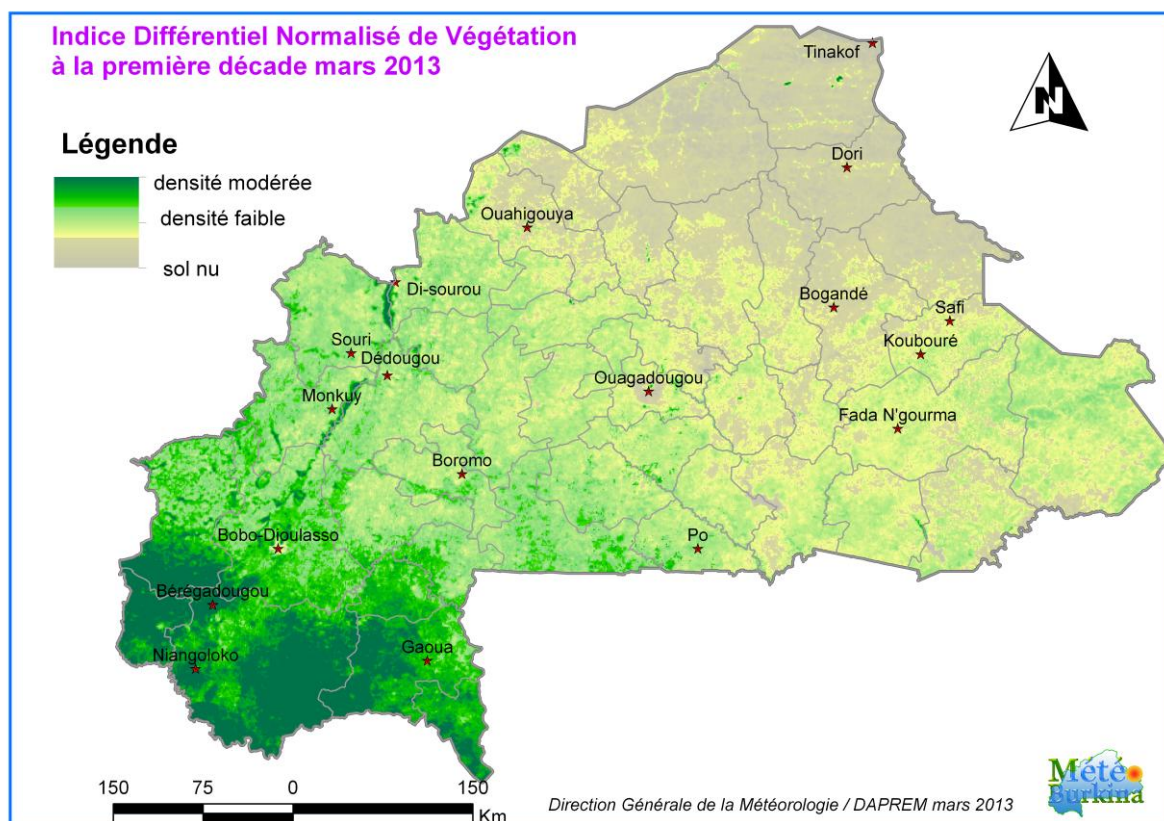 Indice Différentiel Normalisé de Végétation
à la première décade mars 2013
Légende
densité modérée
densité faible
sol nu
Tinakof
N
Dori
Ouahigouya
Di-sourou
Bogandé
Safi
Souri
Koubouré
Dédougou
Ouagadougou
Monkuy
Fada N'gourma
Boromo
Bobo-Dioulasso
Po
Bérégadougou
Gaoua
Niangoloko
150 75 0 150
Km
Direction Générale de la Météorologie / DAPREM mars 2013
Météo
Burkina